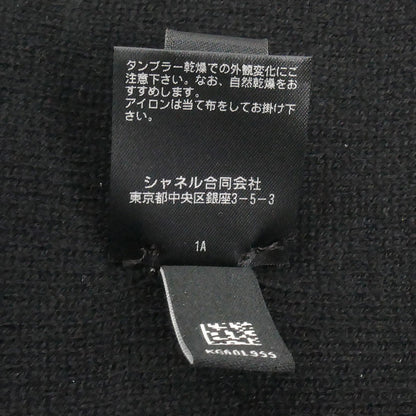 タンブラー乾燥での外観変化にご
注意下さい。なお、自然乾燥をお
すすめします。
アイロンは当て布をしてお掛け下
さい。
シャネル合同会社
東京都中央区銀座3-5-3
1A